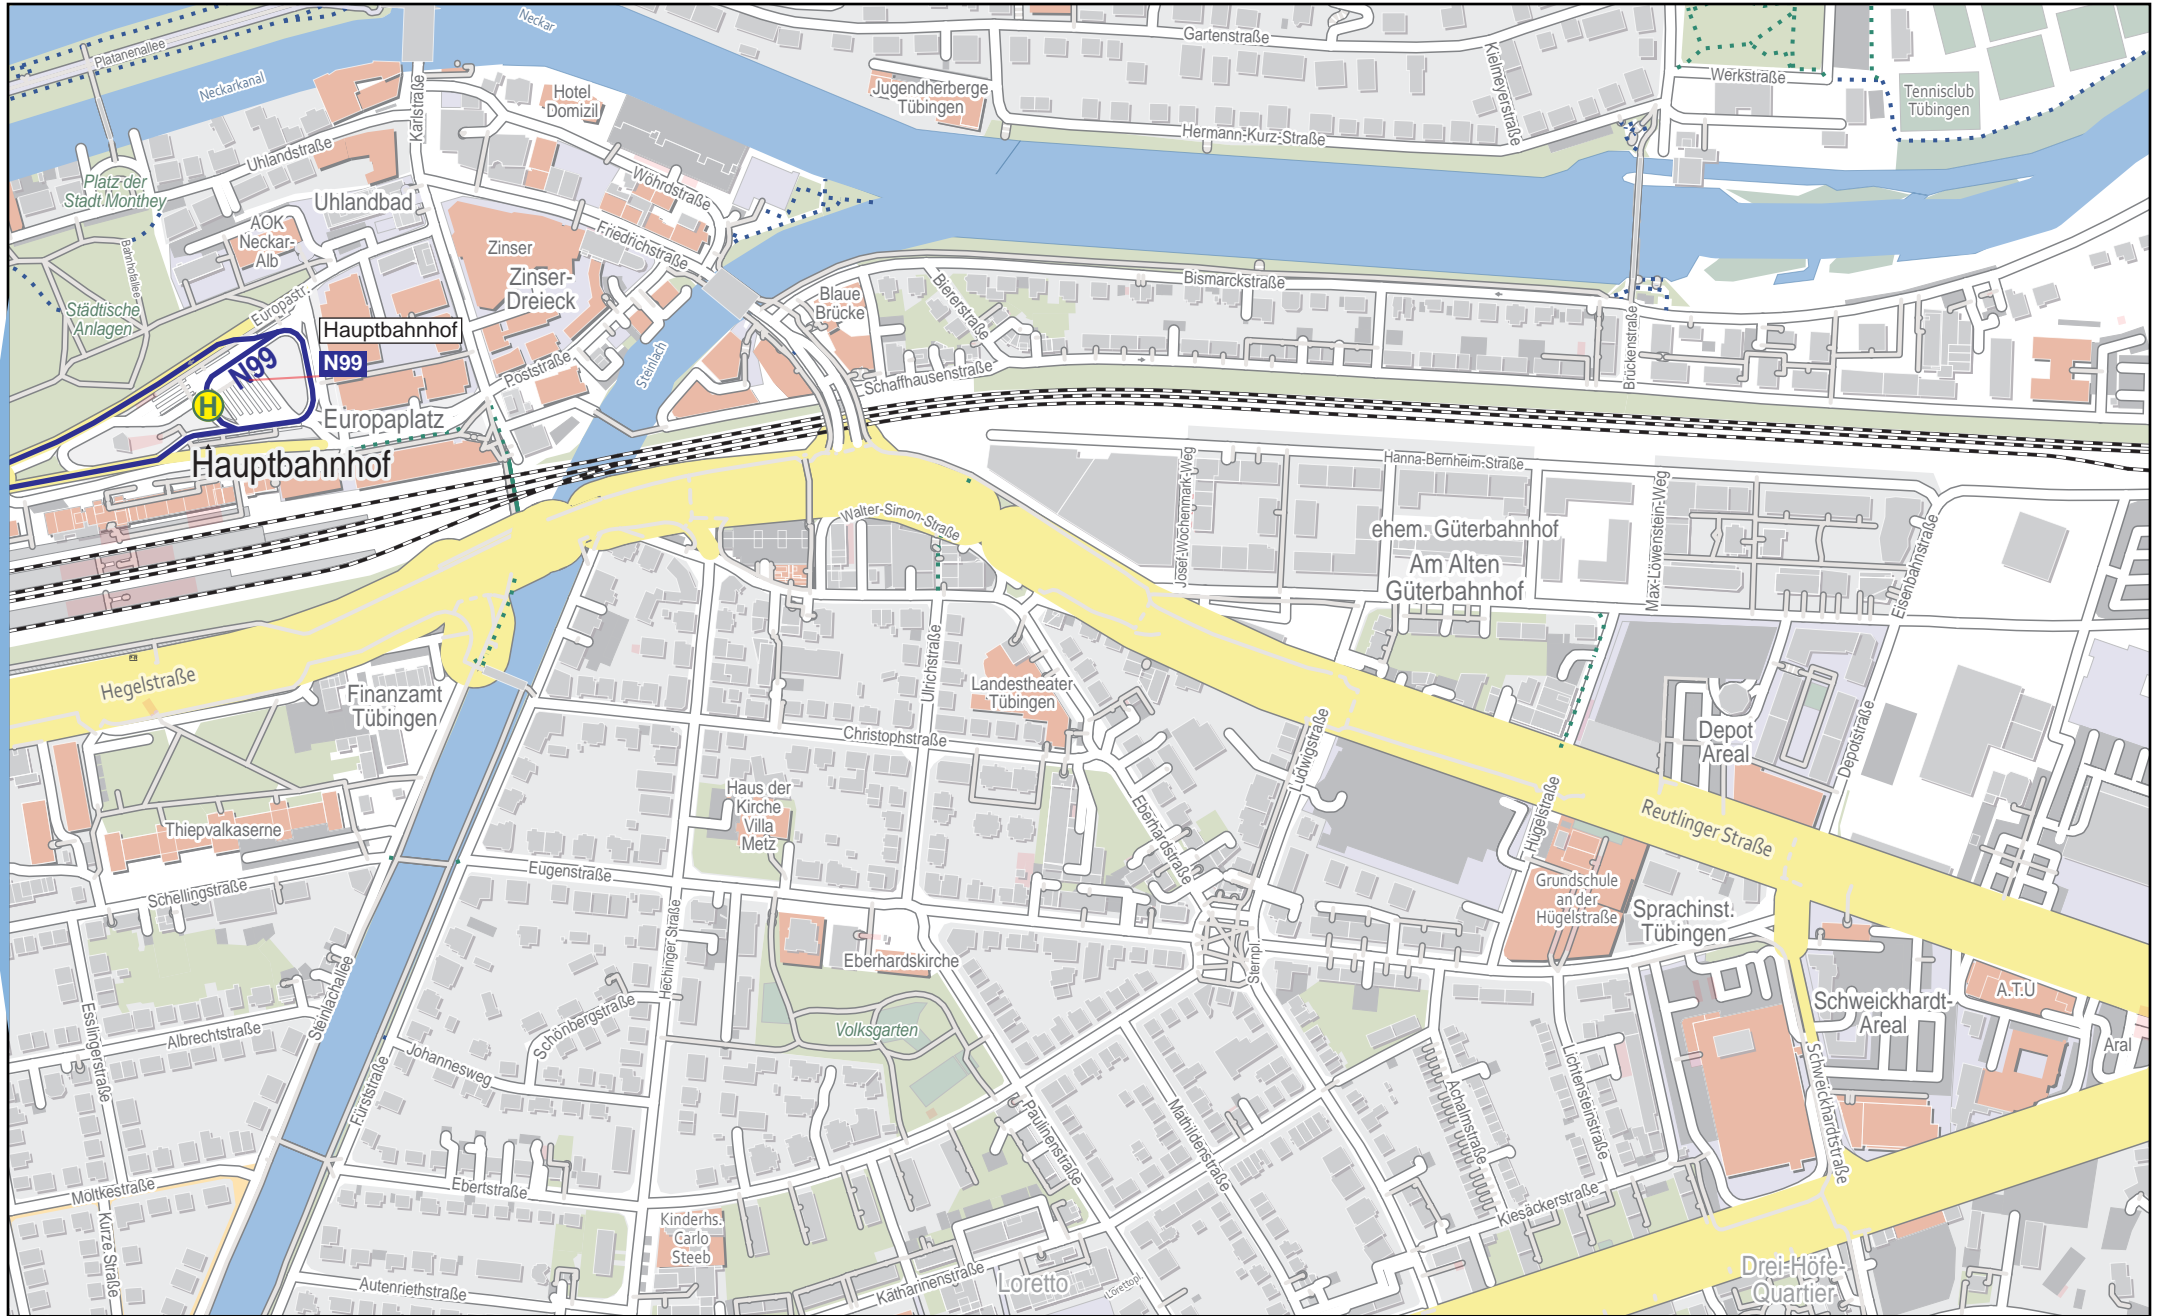 Neckar
Platanenallee
Neckarkanal
Karlstraße
Hotel
Domizil
Jugendherberge
Tübingen
Gartenstraße
Kielmeyerstraße
Werkstraße
Tennisclub
Tübingen
Hermann-Kurz-Straße
Uhlandstraße
Wöhrdstraße
Platz der
Stadt Monthey
Uhlandbad
AOK
Neckar-
Alb
Bahnhofallee
Friedrichstraße
Zinser
Zinser-
Dreieck
Europastr.
Städtische
Anlagen
Hauptbahnhof
N99
N99
H
Blaue
Brücke
Biererstraße
Bismarckstraße
Brückenstraße
Steinlach
Poststraße
Schaffhausenstraße
Europaplatz
Hauptbahnhof
Walter-Simon-Straße
Josef-Wochenmark-Weg
Hanna-Bernheim-Straße
Max-Löwenstein-Weg
ehem. Güterbahnhof
Am Alten
Güterbahnhof
Eisenbahnstraße
Hegelstraße
Finanzamt
Tübingen
Ulrichstraße
Landestheater
Tübingen
Christophstraße
Ludwigstraße
Depot
Areal
Depotstraße
Haus der
Kirche
Villa
Metz
Thiepvalkaserne
Eberhardstraße
Hügelstraße
Reutlinger Straße
Schellingstraße
Eugenstraße
Hechinger Straße
Grundschule
an der
Hügelstraße
Sprachinst.
Tübingen
Eberhardskirche
Sternpl.
A.T.U
Schweickhardt-
Areal
Steinlachallee
Esslingerstraße
Albrechtstraße
Schönbergstraße
Volksgarten
Johannesweg
Fürststraße
Aral
Lichtensteinstraße
Achalmstraße
Schweickhardtstraße
Paulinenstraße
Mathildenstraße
Moltkestraße
Kurze Straße
Ebertstraße
Kiesäckerstraße
Kinderhs.
Carlo
Steeb
Autenriethstraße
Katharinenstraße
Loretto
Lorettopl.
Drei-Höfe-
Quartier